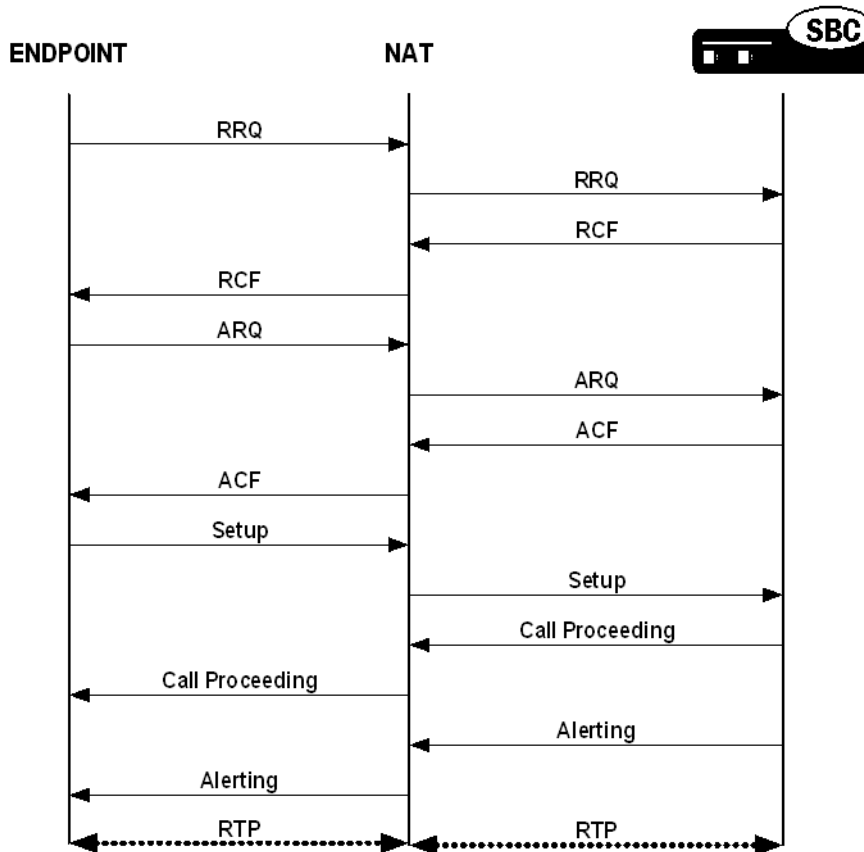 SBC
ENDPOINT
NAT
RRQ
RRQ
RCF
RCF
ARQ
ARQ
ACF
ACF
Setup
Setup
Call Proceeding
Call Proceeding
Alerting
Alerting
RTP
RTP